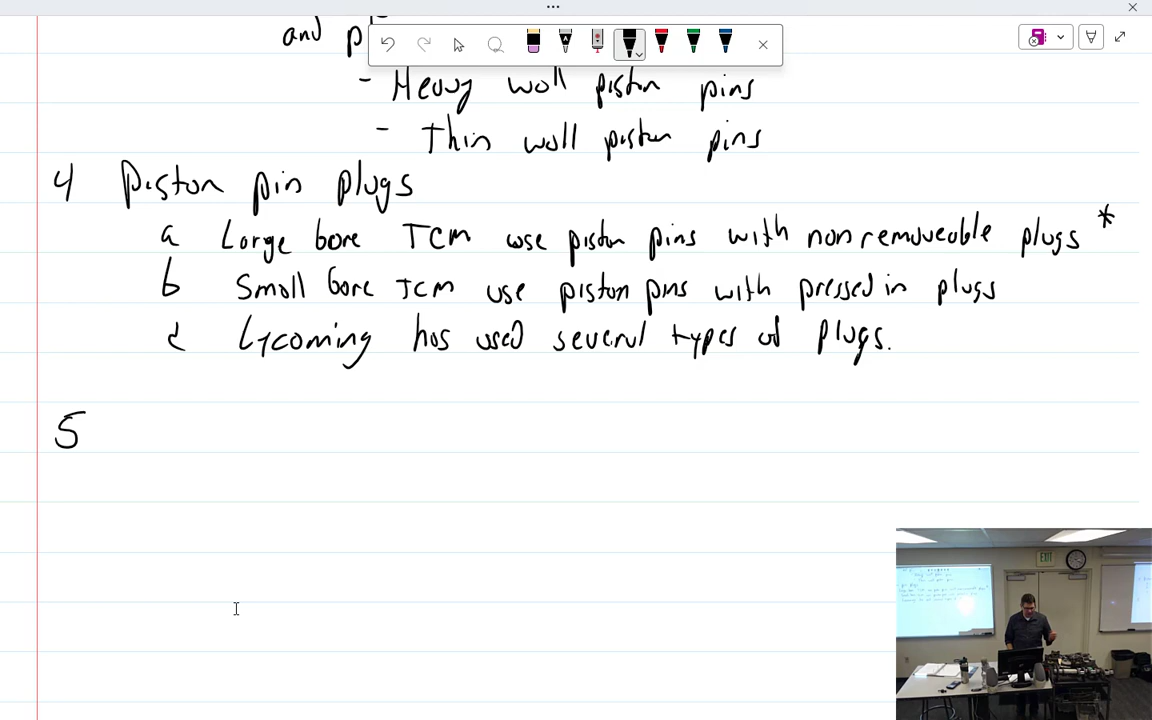 and
- Heavy wall piston pins
- Thin wall piston pins
4 Piston pin plugs
a Large bore TCM use piston pins with nonremoveable plugs *
b Small bore TCM use piston pins with pressed in plugs
c Lycoming has used several types of plugs.
5
EXIT